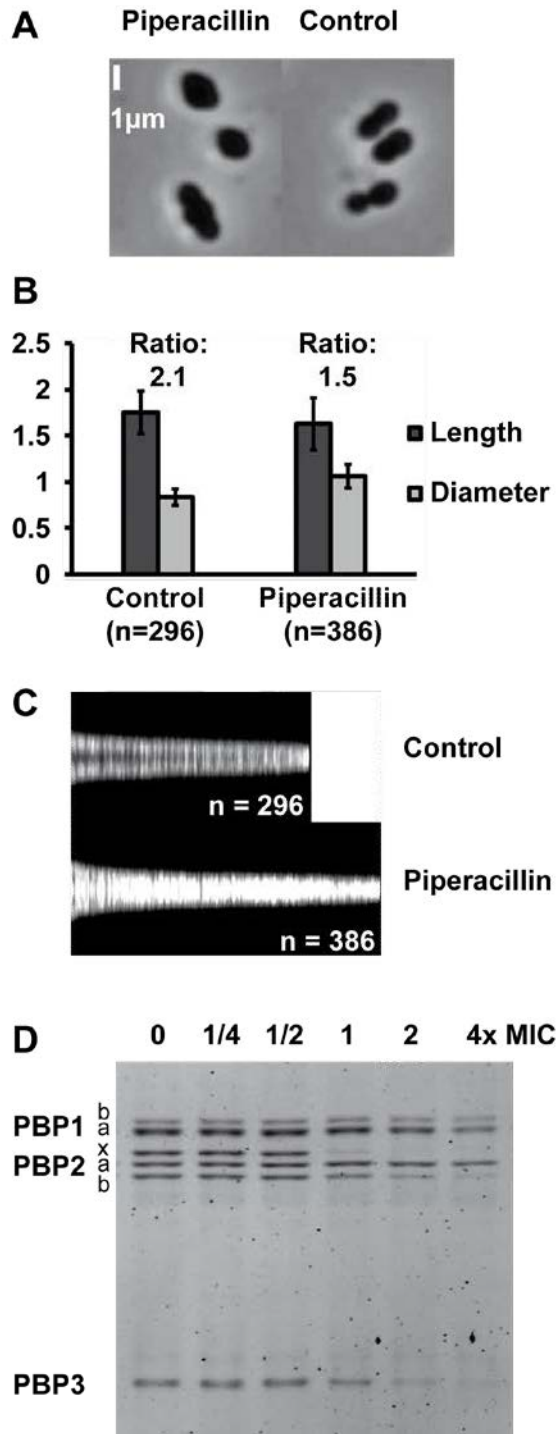 A Piperacillin Control
1µm
B
2.5
2
1.5
1
0.5
0
Ratio: 2.1
Ratio: 1.5
Length
Diameter
Control (n=296)
Piperacillin (n=386)
C
Control
n = 296
Piperacillin
n = 386
D 0 1/4 1/2 1 2 4x MIC
PBP1 b a
PBP2 x a b
PBP3